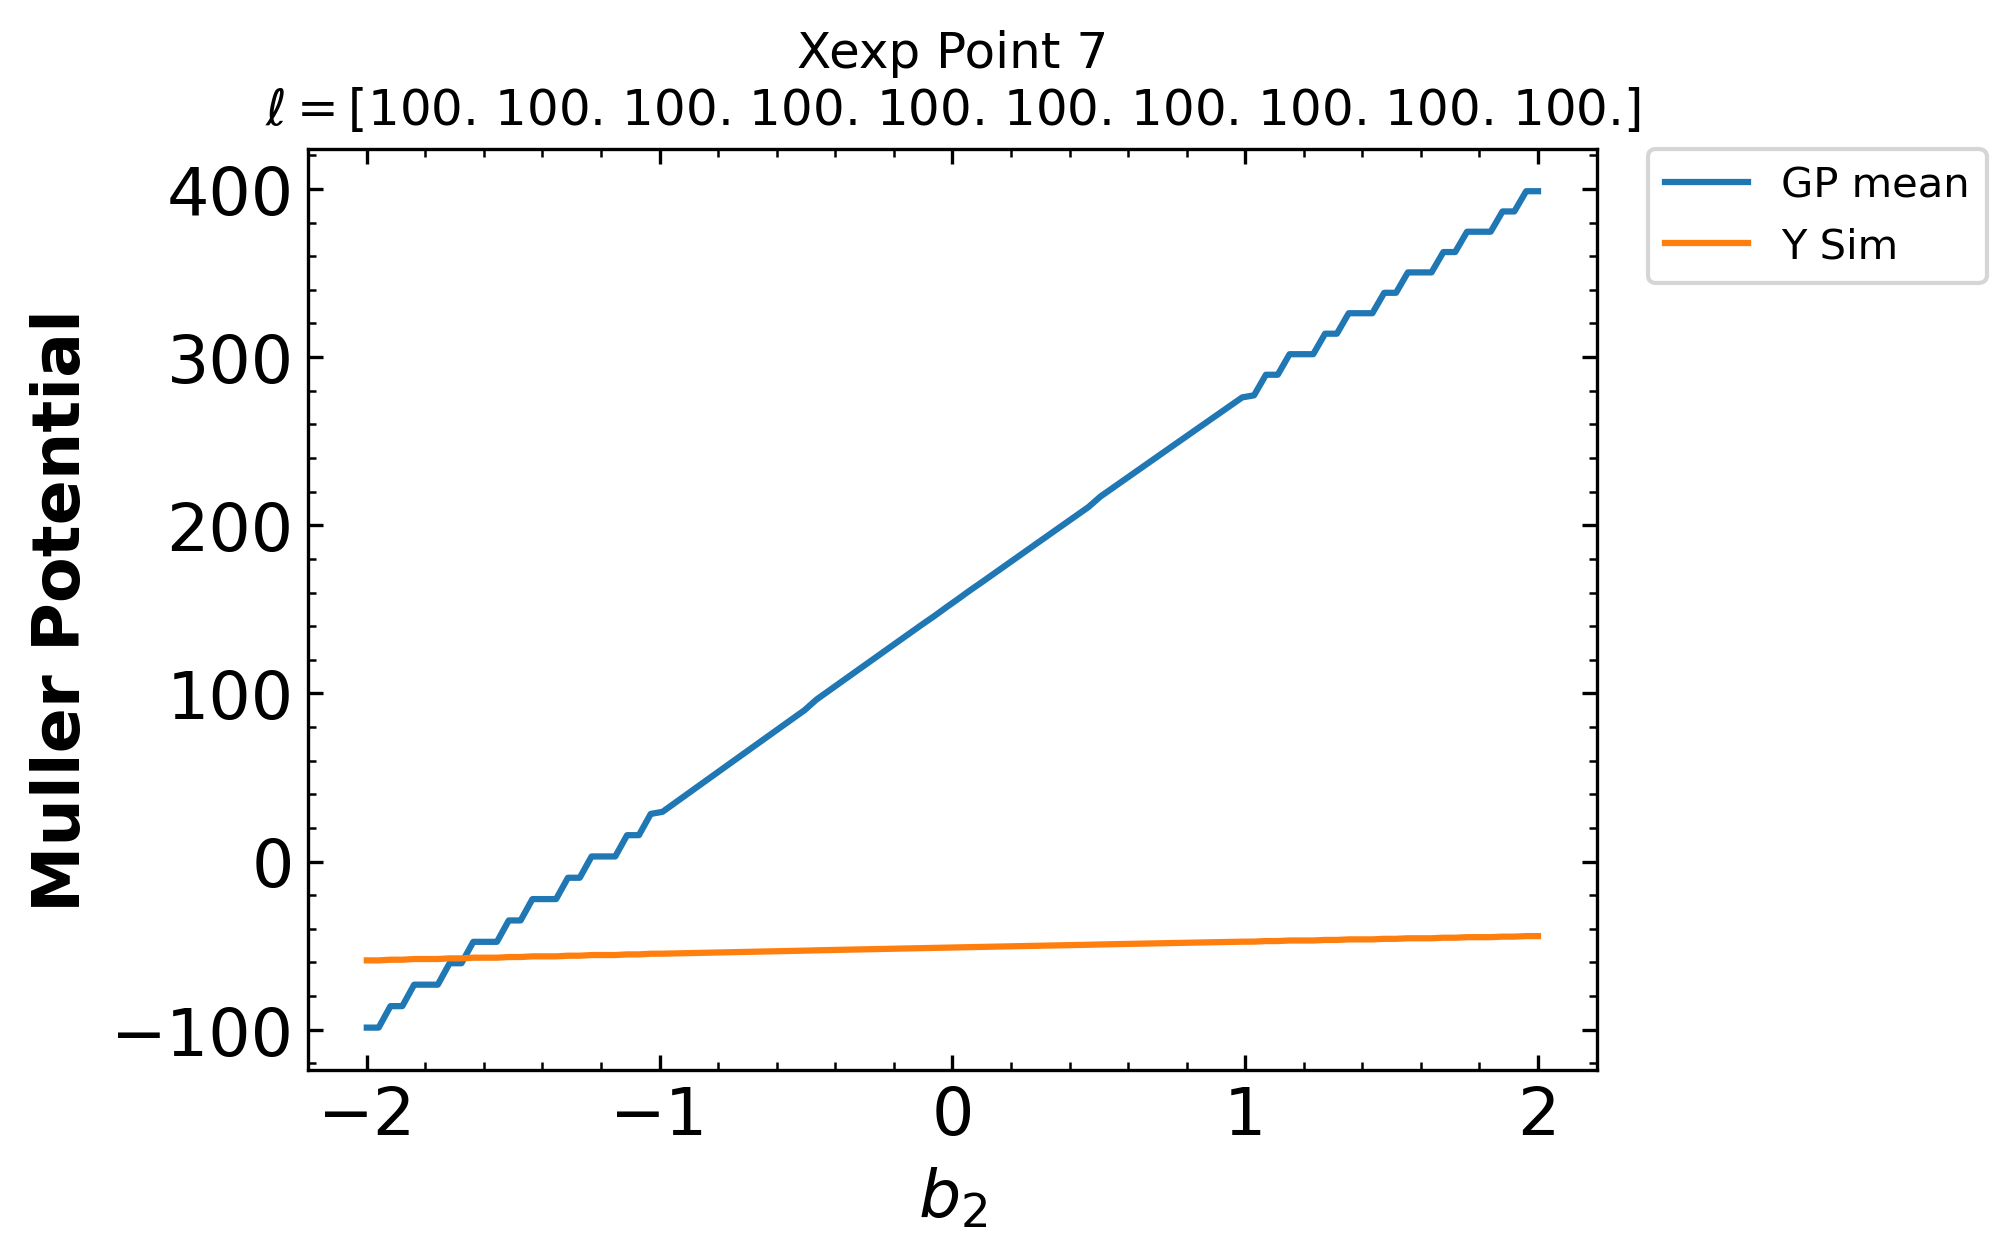 Xexp Point 7
ℓ = [100. 100. 100. 100. 100. 100. 100. 100. 100. 100.]
GP mean
Y Sim
Muller Potential
400
300
200
100
0
−100
−2 −1 0 1 2
b₂